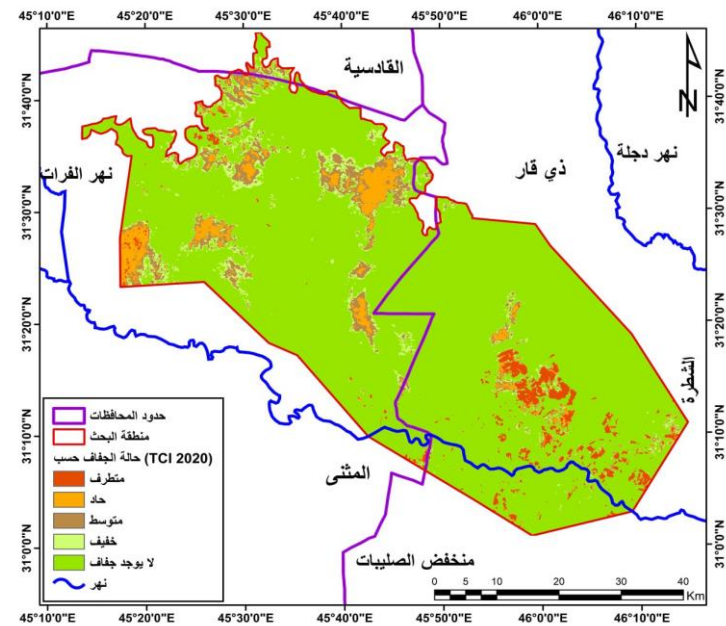 45°10'0"E 45°20'0"E 45°30'0"E 45°40'0"E 45°50'0"E 46°0'0"E 46°10'0"E
31°40'0"N
31°30'0"N
31°20'0"N
31°10'0"N
31°0'0"N
القادسية
نهر دجلة
ذي قار
نهر الفرات
الشطرة
المثنى
منخفض الصليبات
N
حدود المحافظات
منطقة البحث
حالة الجفاف حسب (TCI 2020)
متطرف
حاد
متوسط
خفيف
لا يوجد جفاف
نهر
0 5 10 20 30 40
Km
31°40'0"N
31°30'0"N
31°20'0"N
31°10'0"N
31°0'0"N
45°10'0"E 45°20'0"E 45°30'0"E 45°40'0"E 45°50'0"E 46°0'0"E 46°10'0"E